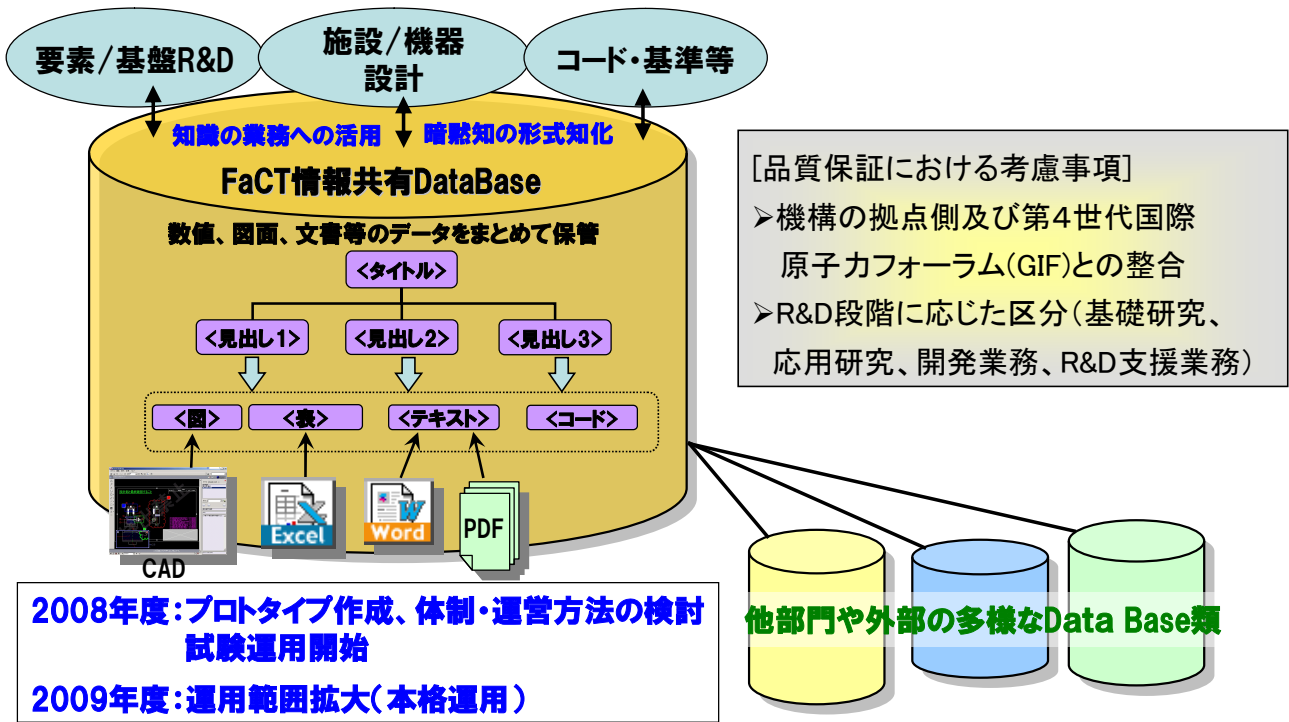 要素/基盤R&D
施設/機器
設計
コード・基準等
知識の業務への活用
暗黙知の形式知化
FaCT情報共有DataBase
数値、図面、文書等のデータをまとめて保管
<タイトル>
<見出し1>
<見出し2>
<見出し3>
<図>
<表>
<テキスト>
<コード>
Excel
Word
PDF
CAD
[品質保証における考慮事項]
➢機構の拠点側及び第4世代国際
原子力フォーラム(GIF)との整合
➢R&D段階に応じた区分(基礎研究、
応用研究、開発業務、R&D支援業務)
他部門や外部の多様なData Base類
2008年度:プロトタイプ作成、体制・運営方法の検討
試験運用開始
2009年度:運用範囲拡大(本格運用)